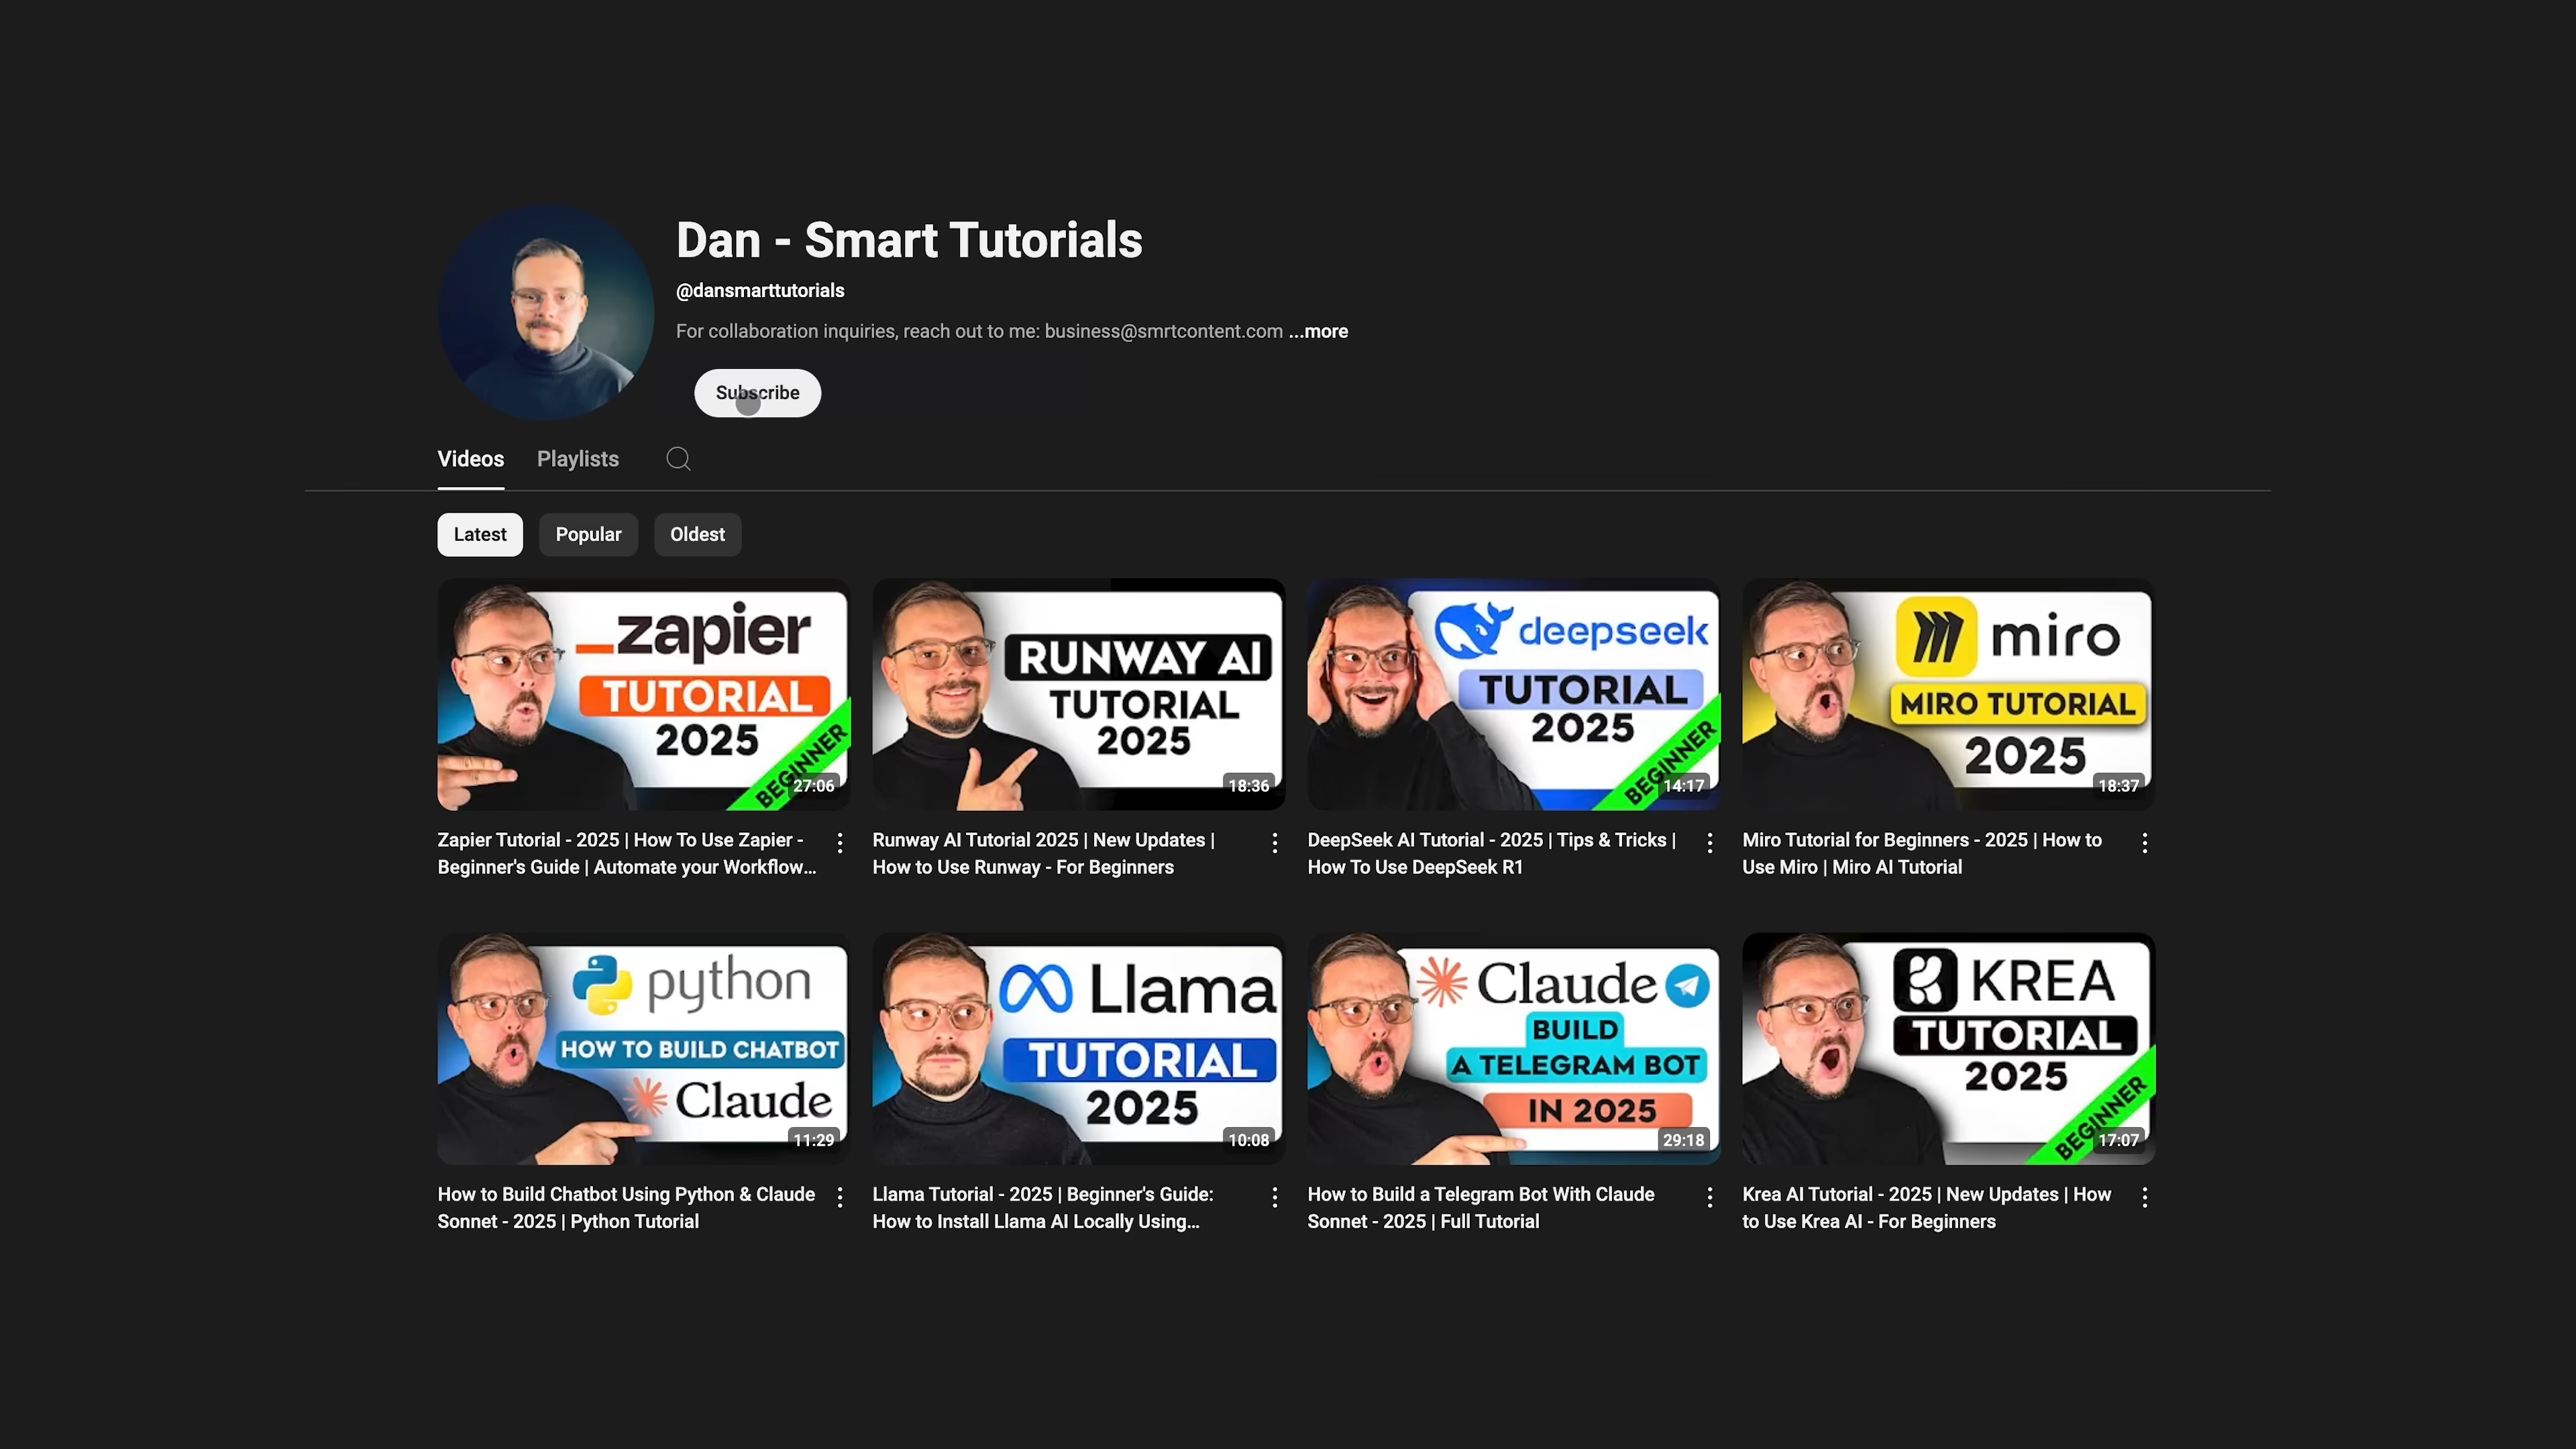 Dan - Smart Tutorials
@dansmarttutorials
For collaboration inquiries, reach out to me: business@smrtcontent.com ...more
Subscribe
Videos Playlists
Latest Popular Oldest
zapier
TUTORIAL
2025
BEGINNER
27:06
RUNWAY AI
TUTORIAL
2025
18:36
deepseek
TUTORIAL
2025
BEGINNER
14:17
miro
MIRO TUTORIAL
2025
18:37
Zapier Tutorial - 2025 | How To Use Zapier -
Beginner's Guide | Automate your Workflow...
Runway AI Tutorial 2025 | New Updates |
How to Use Runway - For Beginners
DeepSeek AI Tutorial - 2025 | Tips & Tricks |
How To Use DeepSeek R1
Miro Tutorial for Beginners - 2025 | How to
Use Miro | Miro AI Tutorial
python
HOW TO BUILD CHATBOT
Claude
11:29
Llama
TUTORIAL
2025
10:08
Claude
BUILD
A TELEGRAM BOT
IN 2025
29:18
KREA
TUTORIAL
2025
BEGINNER
17:07
How to Build Chatbot Using Python & Claude
Sonnet - 2025 | Python Tutorial
Llama Tutorial - 2025 | Beginner's Guide:
How to Install Llama AI Locally Using...
How to Build a Telegram Bot With Claude
Sonnet - 2025 | Full Tutorial
Krea AI Tutorial - 2025 | New Updates | How
to Use Krea AI - For Beginners